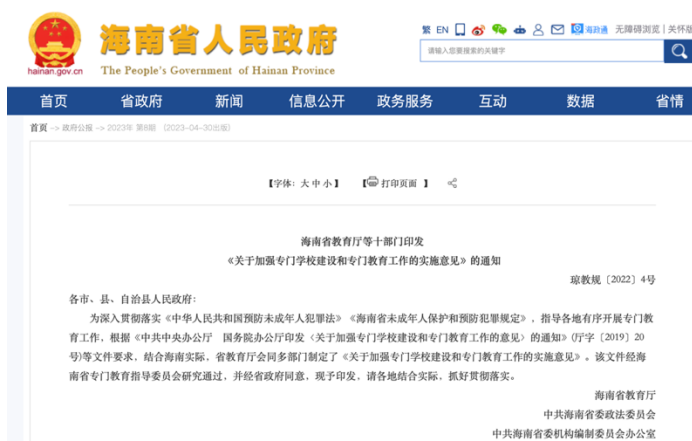 海南省人民政府
The People's Government of Hainan Province
hainan.gov.cn
繁 EN 海政通 无障碍浏览 | 关怀版
请输入您要搜索的关键字
首页 省政府 新闻 信息公开 政务服务 互动 数据 省情
首页 -> 政府公报 -> 2023年 第8期 (2023-04-30出版)
【字体：大 中 小】 【打印页面 】
海南省教育厅等十部门印发
《关于加强专门学校建设和专门教育工作的实施意见》的通知
琼教规〔2022〕4号
各市、县、自治县人民政府：
为深入贯彻落实《中华人民共和国预防未成年人犯罪法》《海南省未成年人保护和预防犯罪规定》，指导各地有序开展专门教
育工作，根据《中共中央办公厅 国务院办公厅印发〈关于加强专门学校建设和专门教育工作的意见〉的通知》(厅字〔2019〕20
号)等文件要求，结合海南实际，省教育厅会同多部门制定了《关于加强专门学校建设和专门教育工作的实施意见》。该文件经海
南省专门教育指导委员会研究通过，并经省政府同意，现予印发，请各地结合实际，抓好贯彻落实。
海南省教育厅
中共海南省委政法委员会
中共海南省委机构编制委员会办公室